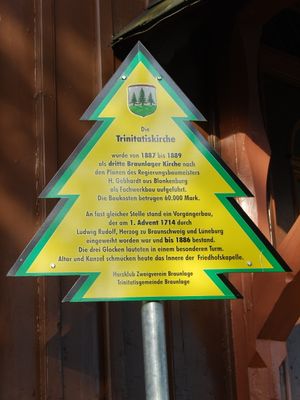 Die
Trinitatiskirche
wurde von 1887 bis 1889
als dritte Braunlager Kirche nach
den Plänen des Regierungsbaumeisters
H. Gebhardt aus Blankenburg
als Fachwerkbau aufgeführt.
Die Baukosten betrugen 60.000 Mark.
An fast gleicher Stelle stand ein Vorgängerbau,
der am 1. Advent 1714 durch
Ludwig Rudolf, Herzog zu Braunschweig und Lüneburg
eingeweiht worden war und bis 1886 bestand.
Die drei Glocken läuteten in einem besonderen Turm.
Altar und Kanzel schmücken heute das Innere der Friedhofskapelle.
Harzklub Zweigverein Braunlage
Trinitatisgemeinde Braunlage